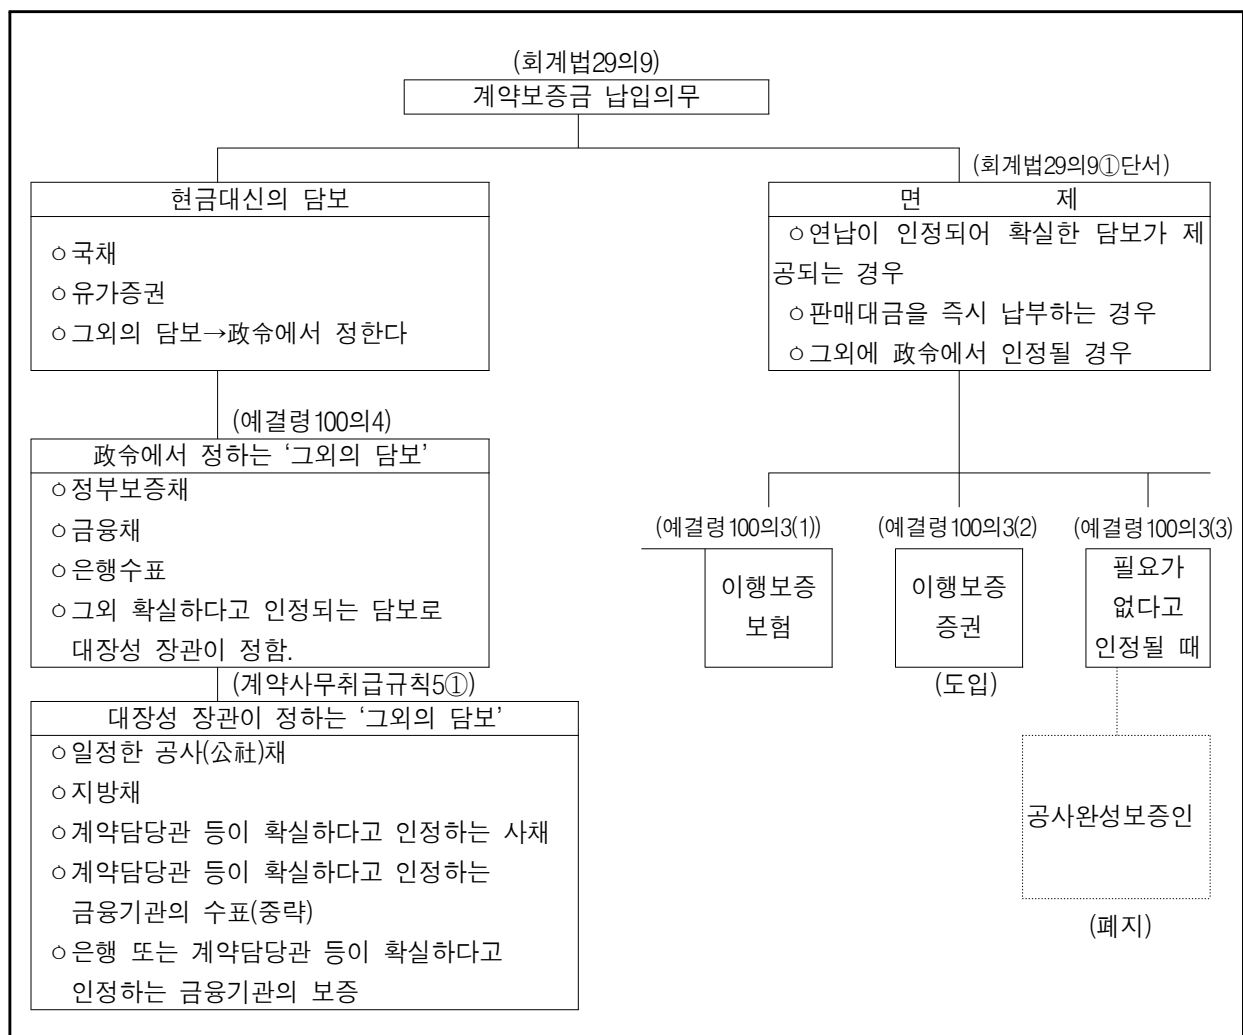 (회계법29의9)
계약보증금 납입의무
현금대신의 담보
ㅇ국채
ㅇ유가증권
ㅇ그외의 담보→政令에서 정한다
(예결령100의4)
政令에서 정하는 ‘그외의 담보’
ㅇ정부보증채
ㅇ금융채
ㅇ은행수표
ㅇ그외 확실하다고 인정되는 담보로
대장성 장관이 정함.
(계약사무취급규칙5①)
대장성 장관이 정하는 ‘그외의 담보’
ㅇ일정한 공사(公社)채
ㅇ지방채
ㅇ계약담당관 등이 확실하다고 인정하는 사채
ㅇ계약담당관 등이 확실하다고 인정하는
금융기관의 수표(중략)
ㅇ은행 또는 계약담당관 등이 확실하다고
인정하는 금융기관의 보증
(회계법29의9①단서)
면 제
ㅇ연납이 인정되어 확실한 담보가 제
공되는 경우
ㅇ판매대금을 즉시 납부하는 경우
ㅇ그외에 政令에서 인정될 경우
(예결령100의3(1))
이행보증
보험
(예결령100의3(2)
이행보증
증권
(도입)
(예결령100의3(3)
필요가
없다고
인정될 때
공사완성보증인
(폐지)